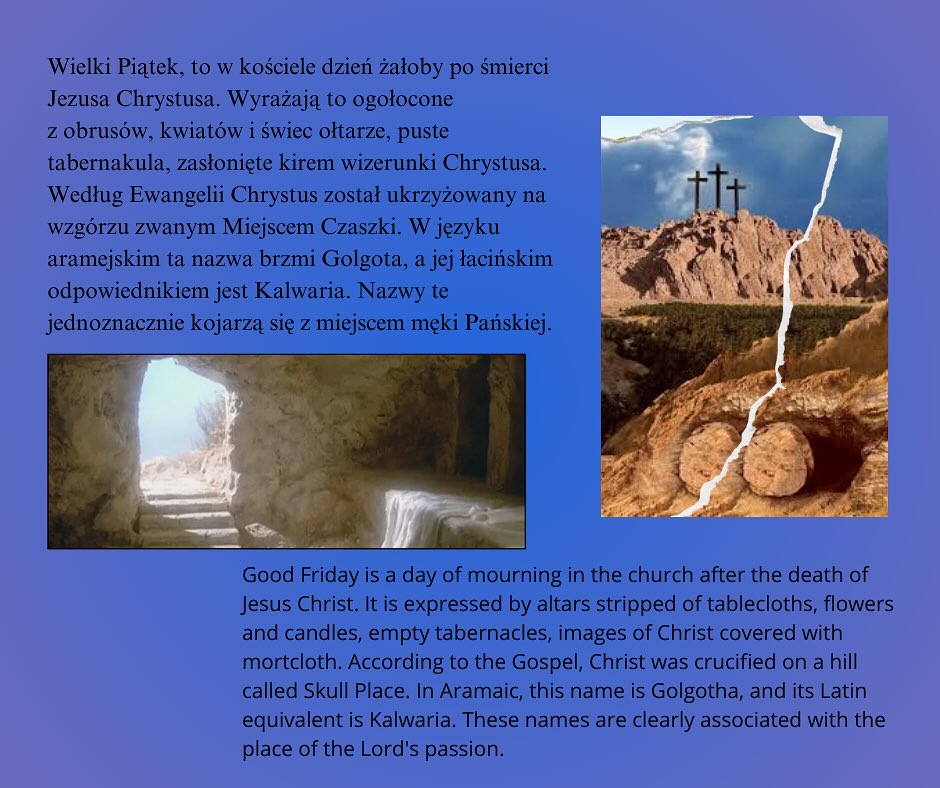 Wielki Piątek, to w kościele dzień żałoby po śmierci
Jezusa Chrystusa. Wyrażają to ogołocone
z obrusów, kwiatów i świec ołtarze, puste
tabernakula, zasłonięte kirem wizerunki Chrystusa.
Według Ewangelii Chrystus został ukrzyżowany na
wzgórzu zwanym Miejscem Czaszki. W języku
aramejskim ta nazwa brzmi Golgota, a jej łacińskim
odpowiednikiem jest Kalwaria. Nazwy te
jednoznacznie kojarzą się z miejscem męki Pańskiej.
Good Friday is a day of mourning in the church after the death of
Jesus Christ. It is expressed by altars stripped of tablecloths, flowers
and candles, empty tabernacles, images of Christ covered with
mortcloth. According to the Gospel, Christ was crucified on a hill
called Skull Place. In Aramaic, this name is Golgotha, and its Latin
equivalent is Kalwaria. These names are clearly associated with the
place of the Lord's passion.